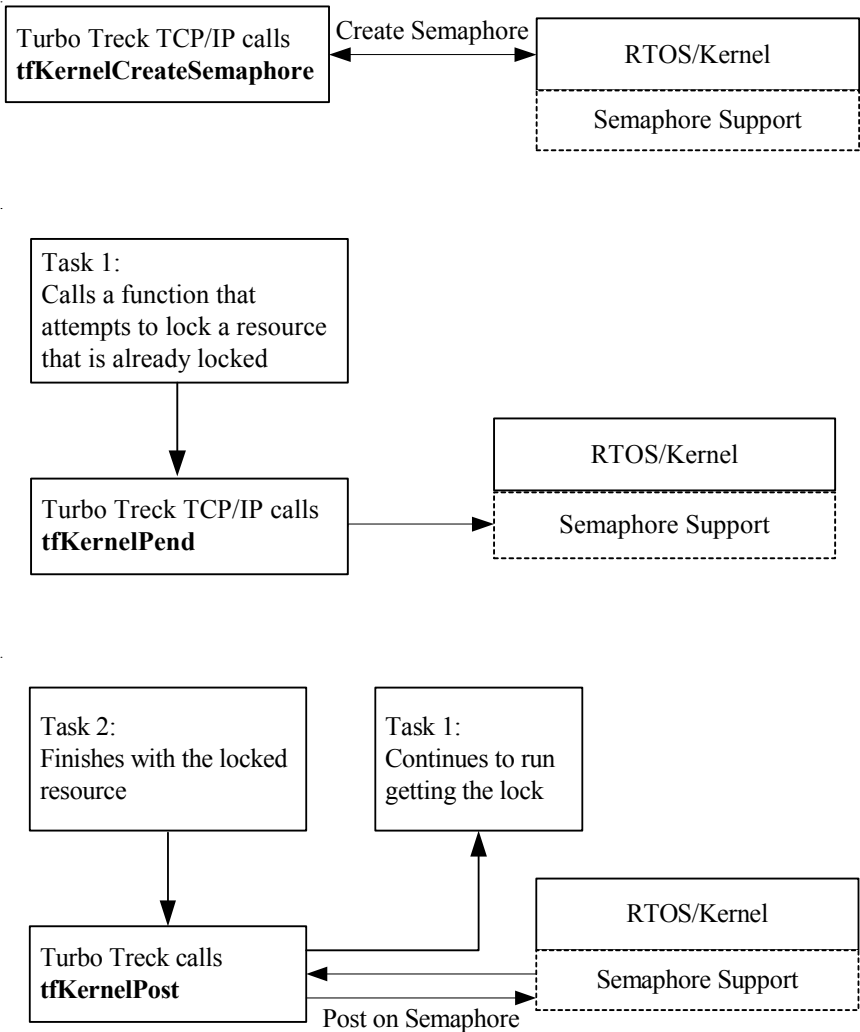 Turbo Treck TCP/IP calls
tfKernelCreateSemaphore
Create Semaphore
RTOS/Kernel
Semaphore Support
Task 1:
Calls a function that
attempts to lock a resource
that is already locked
Turbo Treck TCP/IP calls
tfKernelPend
RTOS/Kernel
Semaphore Support
Task 2:
Finishes with the locked
resource
Task 1:
Continues to run
getting the lock
Turbo Treck calls
tfKernelPost
RTOS/Kernel
Semaphore Support
Post on Semaphore